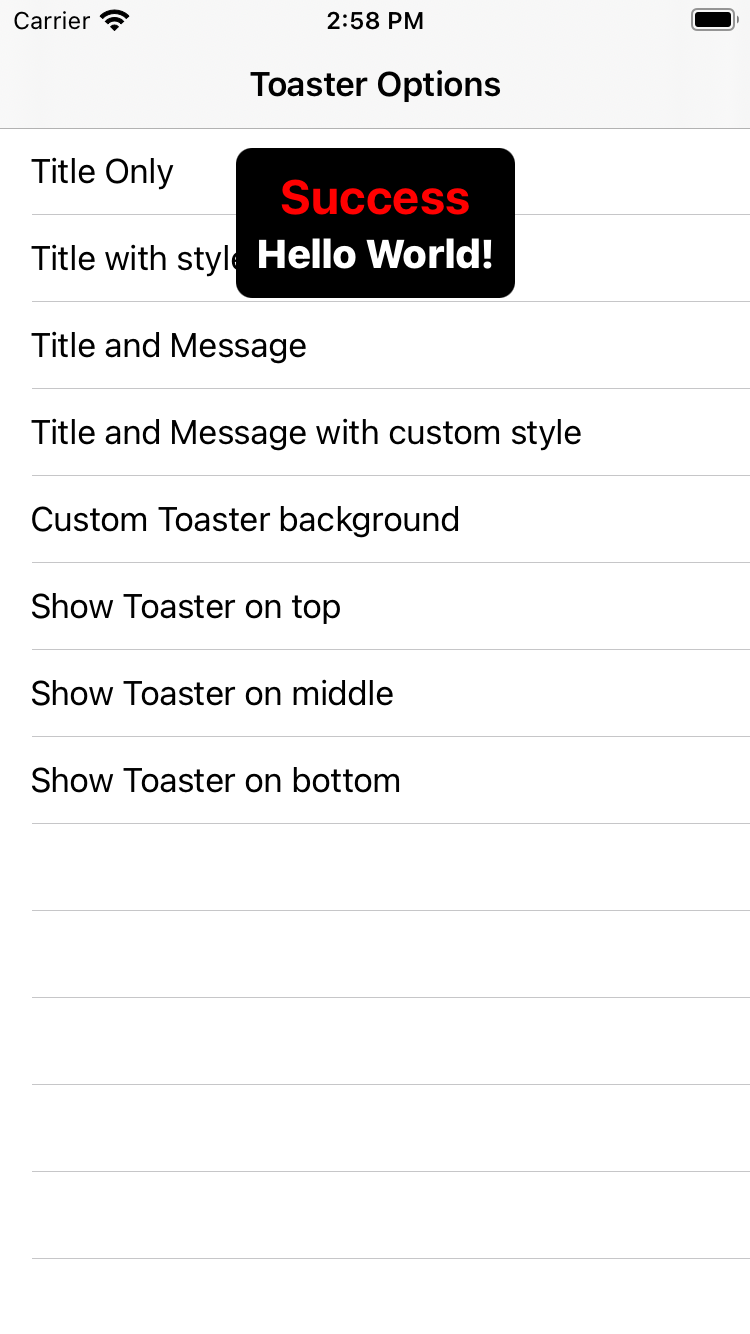 Carrier 2:58 PM
Toaster Options
Title Only
Success
Title with style
Hello World!
Title and Message
Title and Message with custom style
Custom Toaster background
Show Toaster on top
Show Toaster on middle
Show Toaster on bottom